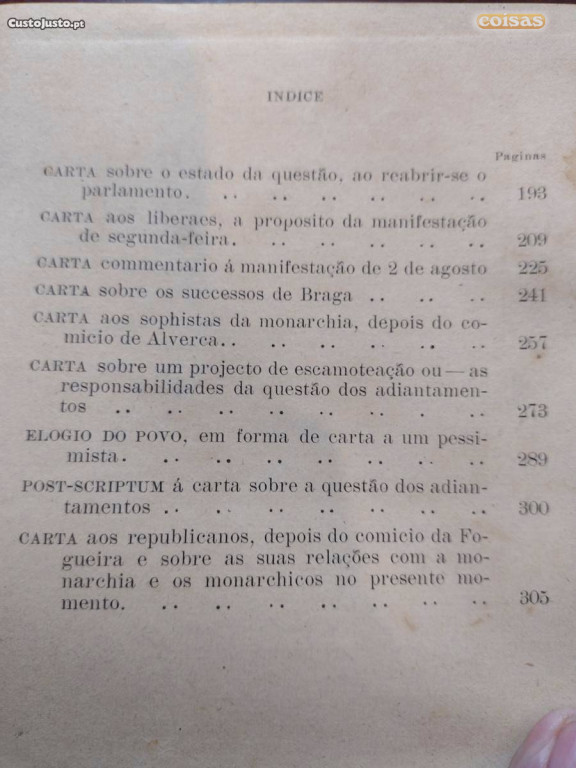 CustoJusto.pt
coisas
INDICE
Paginas
CARTA sobre o estado da questão, ao reabrir-se o
parlamento. .. .. .. .. .. .. .. 193
CARTA aos liberaes, a proposito da manifestação
de segunda-feira. .. .. .. .. .. .. 209
CARTA commentario á manifestação de 2 de agosto 225
CARTA sobre os successos de Braga .. .. .. 241
CARTA aos sophistas da monarchia, depois do co-
micio de Alverca. .. .. .. .. .. .. 257
CARTA sobre um projecto de escamoteação ou—as
responsabilidades da questão dos adiantamen-
tos .. .. .. .. .. .. .. . .. 273
ELOGIO DO POVO, em forma de carta a um pessi-
mista. .. .. .. .. .. .. .. .. 289
POST-SCRIPTUM á carta sobre a questão dos adian-
tamentos .. .. .. .. .. .. .. .. 300
CARTA aos republicanos, depois do comicio da Fo-
gueira e sobre as suas relações com a mo-
narchia e os monarchicos no presente mo-
mento. .. .. .. .. .. .. .. .. 305